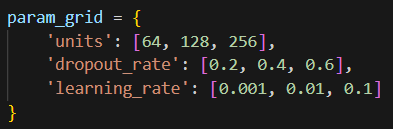 param_grid = {
    'units': [64, 128, 256],
    'dropout_rate': [0.2, 0.4, 0.6],
    'learning_rate': [0.001, 0.01, 0.1]
}